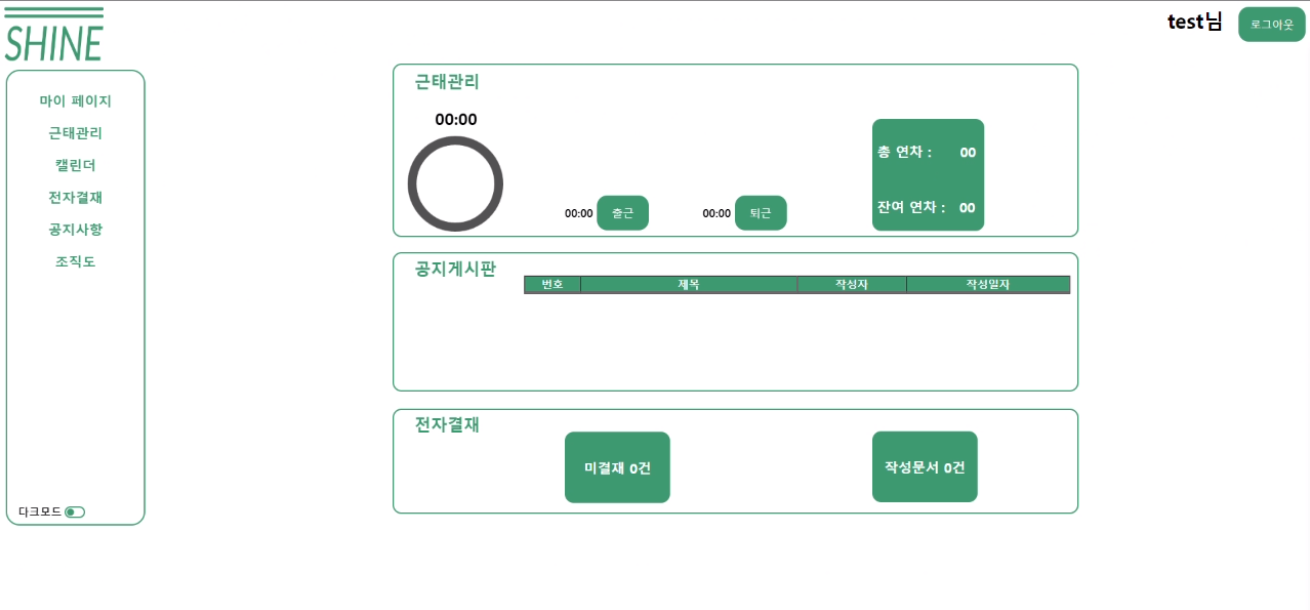 SHINE
test님 로그아웃
마이 페이지
근태관리
캘린더
전자결재
공지사항
조직도
다크모드
근태관리
00:00
00:00 출근 00:00 퇴근
총 연차 : 00
잔여 연차 : 00
공지게시판
번호 제목 작성자 작성일자
전자결재
미결재 0건 작성문서 0건